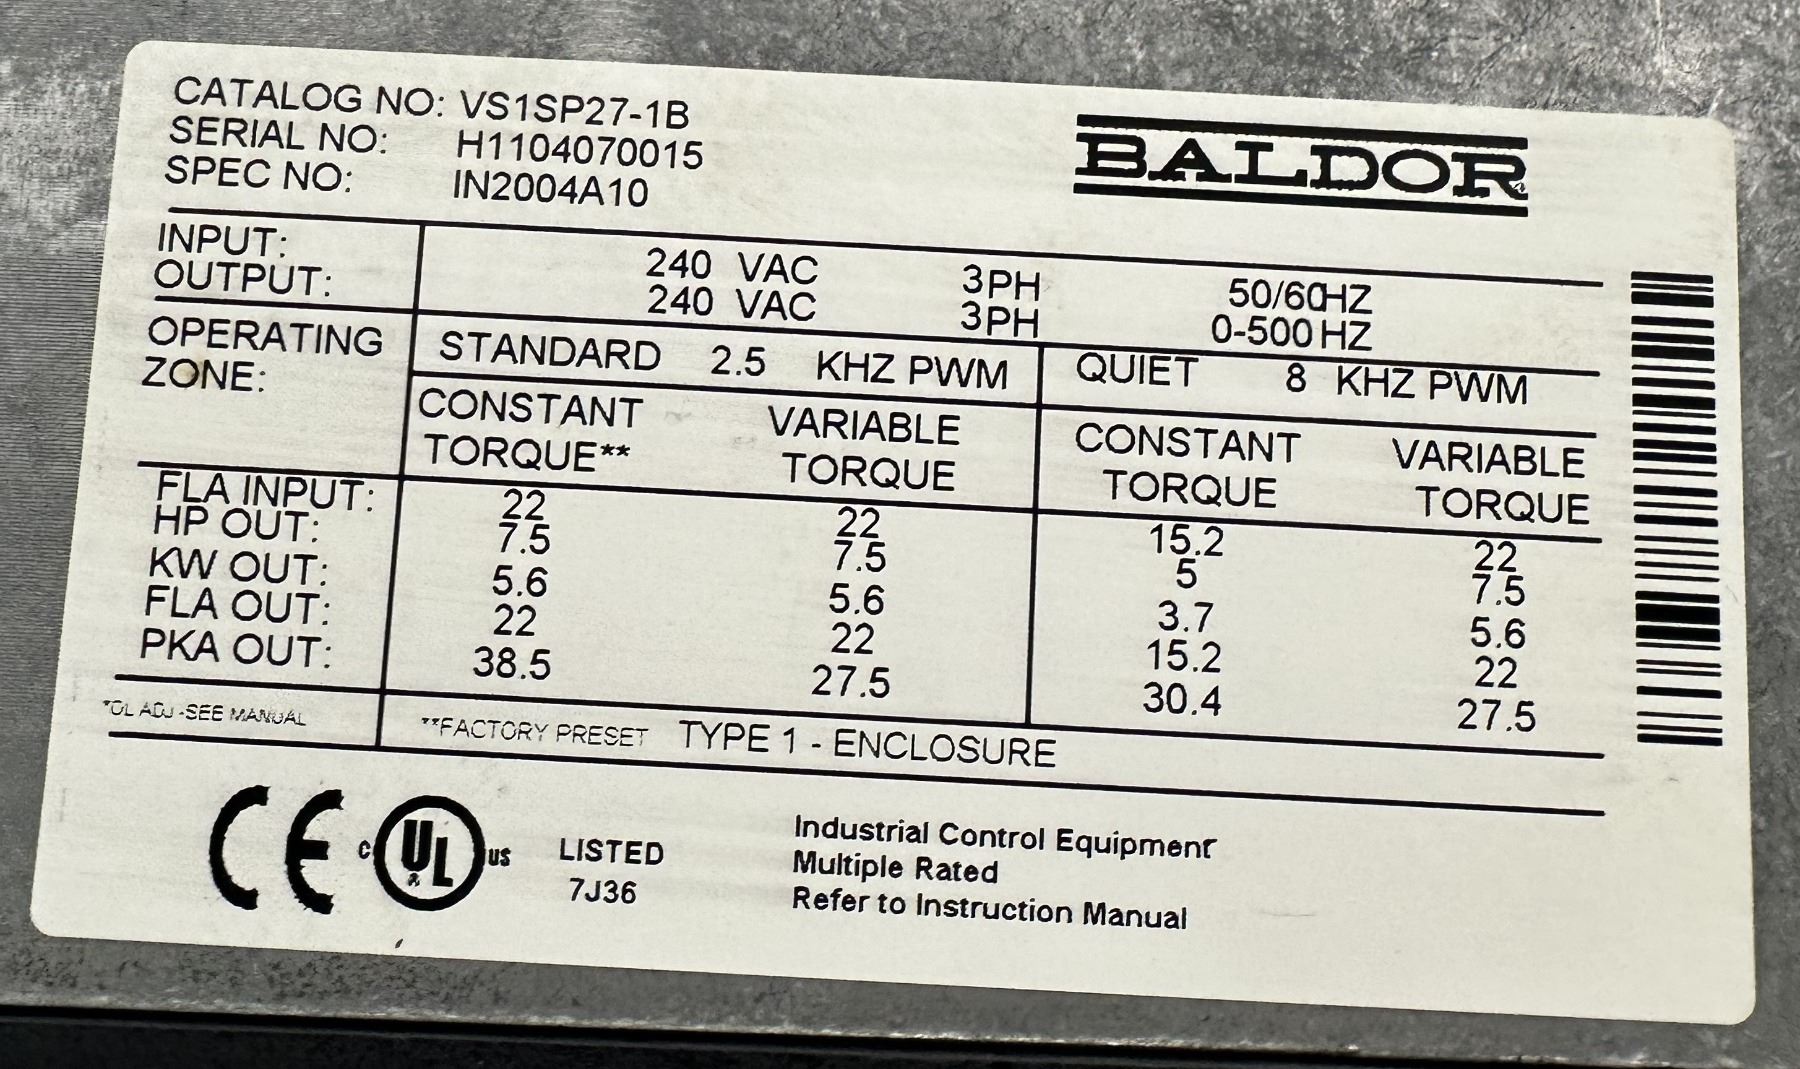 CATALOG NO: VS1SP27-1B
SERIAL NO: H1104070015
SPEC NO: IN2004A10
BALDOR
INPUT: 240 VAC 3PH 50/60HZ
OUTPUT: 240 VAC 3PH 0-500 HZ
OPERATING ZONE:
STANDARD 2.5 KHZ PWM QUIET 8 KHZ PWM
CONSTANT TORQUE** VARIABLE TORQUE CONSTANT TORQUE VARIABLE TORQUE
FLA INPUT: 22 22 15.2 22
HP OUT: 7.5 7.5 5 7.5
KW OUT: 5.6 5.6 3.7 5.6
FLA OUT: 22 22 15.2 22
PKA OUT: 38.5 27.5 30.4 27.5
*OL ADJ -SEE MANUAL **FACTORY PRESET TYPE 1 - ENCLOSURE
CE C UL US LISTED
7J36
Industrial Control Equipment
Multiple Rated
Refer to Instruction Manual